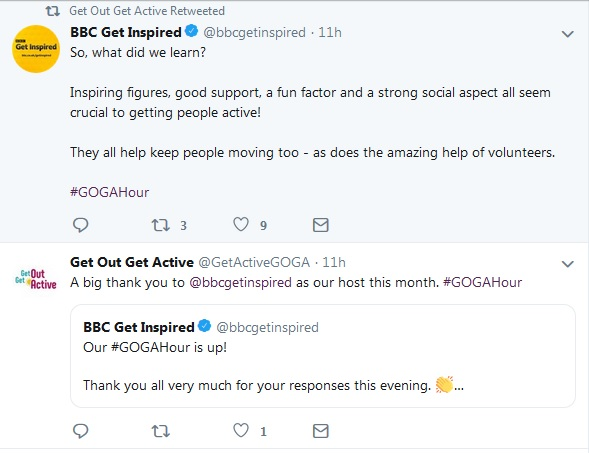 Get Out Get Active Retweeted
BBC Get Inspired @bbcgetinspired · 11h
Get Inspired
So, what did we learn?
Inspiring figures, good support, a fun factor and a strong social aspect all seem
crucial to getting people active!
They all help keep people moving too - as does the amazing help of volunteers.
#GOGAHour
3 9
Get Out Get Active @GetActiveGOGA · 11h
Get Out
Get Active
A big thank you to @bbcgetinspired as our host this month. #GOGAHour
BBC Get Inspired @bbcgetinspired
Our #GOGAHour is up!
Thank you all very much for your responses this evening. 👏...
1